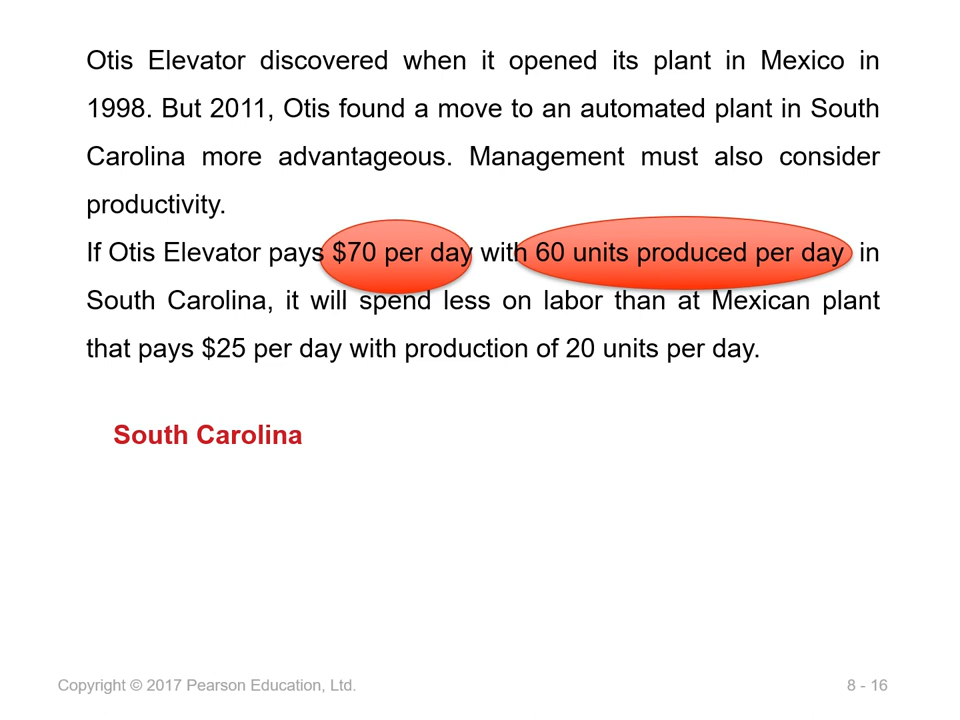 Otis Elevator discovered when it opened its plant in Mexico in
1998. But 2011, Otis found a move to an automated plant in South
Carolina more advantageous. Management must also consider
productivity.
If Otis Elevator pays $70 per day with 60 units produced per day in
South Carolina, it will spend less on labor than at Mexican plant
that pays $25 per day with production of 20 units per day.
South Carolina
Copyright © 2017 Pearson Education, Ltd.
8 - 16